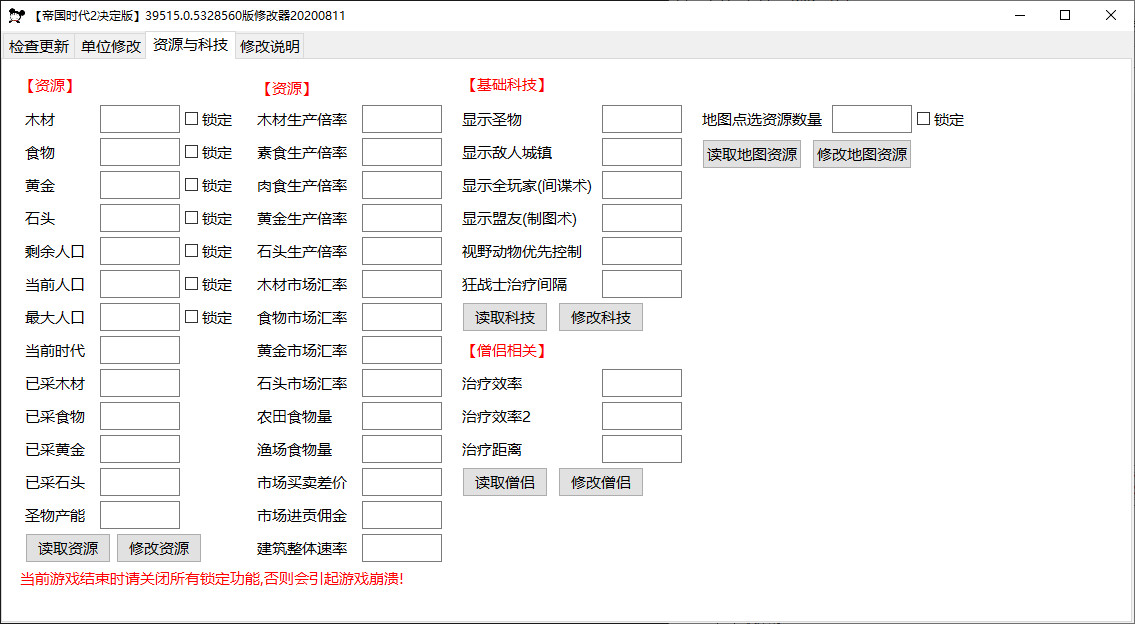 【帝国时代2决定版】39515.0.5328560版修改器20200811
检查更新 单位修改 资源与科技 修改说明
【资源】
木材 锁定
食物 锁定
黄金 锁定
石头 锁定
剩余人口 锁定
当前人口 锁定
最大人口 锁定
当前时代
已采木材
已采食物
已采黄金
已采石头
圣物产能
读取资源 修改资源
当前游戏结束时请关闭所有锁定功能,否则会引起游戏崩溃!
【资源】
木材生产倍率
素食生产倍率
肉食生产倍率
黄金生产倍率
石头生产倍率
木材市场汇率
食物市场汇率
黄金市场汇率
石头市场汇率
农田食物量
渔场食物量
市场买卖差价
市场进贡佣金
建筑整体速率
【基础科技】
显示圣物
显示敌人城镇
显示全玩家(间谍术)
显示盟友(制图术)
视野动物优先控制
狂战士治疗间隔
读取科技 修改科技
【僧侣相关】
治疗效率
治疗效率2
治疗距离
读取僧侣 修改僧侣
地图点选资源数量 锁定
读取地图资源 修改地图资源